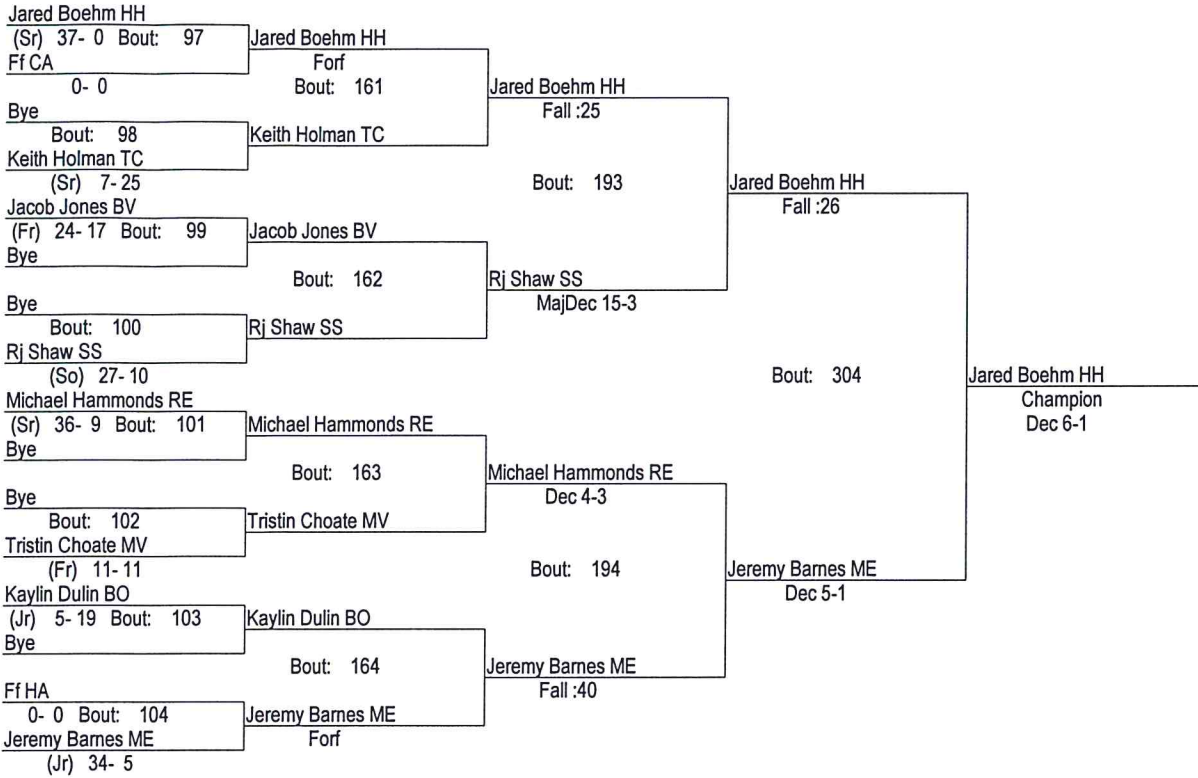 Jared Boehm HH
(Sr) 37- 0 Bout: 97
Ff CA
0- 0
Bye
Bout: 98
Keith Holman TC
(Sr) 7- 25
Jacob Jones BV
(Fr) 24- 17 Bout: 99
Bye
Bye
Bout: 100
Rj Shaw SS
(So) 27- 10
Michael Hammonds RE
(Sr) 36- 9 Bout: 101
Bye
Bye
Bout: 102
Tristin Choate MV
(Fr) 11- 11
Kaylin Dulin BO
(Jr) 5- 19 Bout: 103
Bye
Ff HA
0- 0 Bout: 104
Jeremy Barnes ME
(Jr) 34- 5
Jared Boehm HH
Forf
Bout: 161
Keith Holman TC
Jacob Jones BV
Bout: 162
Rj Shaw SS
Michael Hammonds RE
Bout: 163
Tristin Choate MV
Kaylin Dulin BO
Bout: 164
Jeremy Barnes ME
Forf
Jared Boehm HH
Fall :25
Bout: 193
Rj Shaw SS
MajDec 15-3
Michael Hammonds RE
Dec 4-3
Bout: 194
Jeremy Barnes ME
Fall :40
Jared Boehm HH
Fall :26
Bout: 304
Jeremy Barnes ME
Dec 5-1
Jared Boehm HH
Champion
Dec 6-1